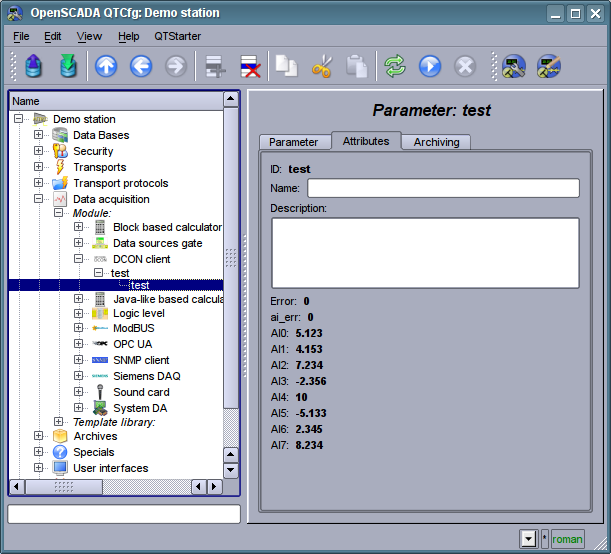 OpenSCADA QTCfg: Demo station
File Edit View Help QTStarter
Name
Demo station
Data Bases
Security
Transports
Transport protocols
Data acquisition
Module:
Block based calculator
Data sources gate
DCON client
test
test
Java-like based calcula
Logic level
ModBUS
OPC UA
SNMP client
Siemens DAQ
Sound card
System DA
Template library:
Archives
Specials
User interfaces
Parameter: test
Parameter Attributes Archiving
ID: test
Name:
Description:
Error: 0
ai_err: 0
AI0: 5.123
AI1: 4.153
AI2: 7.234
AI3: -2.356
AI4: 10
AI5: -5.133
AI6: 2.345
AI7: 8.234
* roman